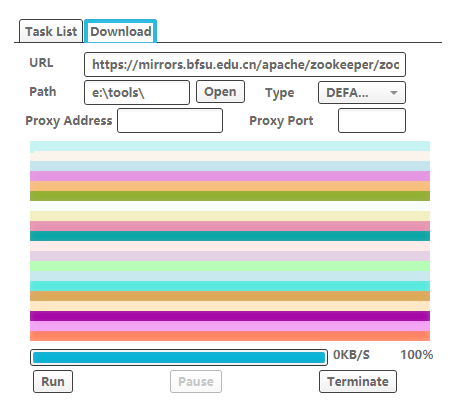 Task List Download
URL https://mirrors.bfsu.edu.cn/apache/zookeeper/zoo
Path e:\tools\ Open Type DEFA...
Proxy Address Proxy Port
0KB/S 100%
Run Pause Terminate